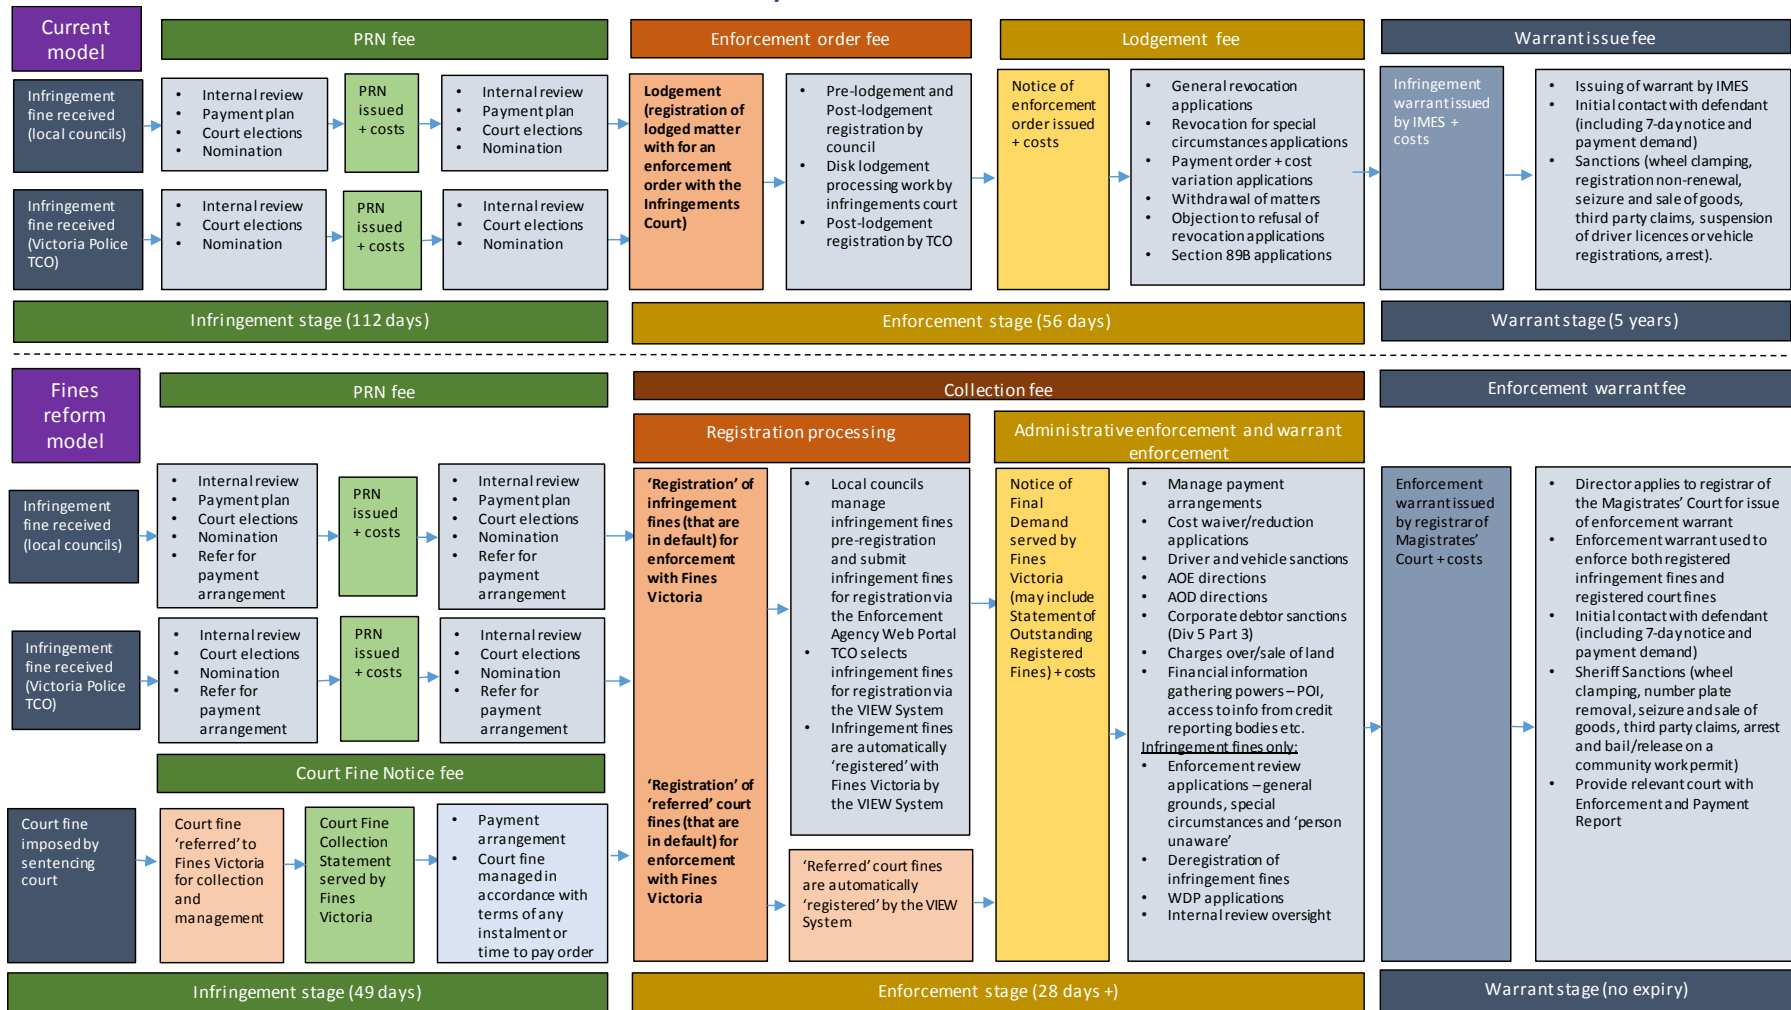 Current
model
PRN fee
Enforcement order fee
Lodgement fee
Warrant issue fee
Infringement
fine received
(local councils)
• Internal review
• Payment plan
• Court elections
• Nomination
PRN
issued
+ costs
• Internal review
• Payment plan
• Court elections
• Nomination
Infringement
fine received
(Victoria Police
TCO)
• Internal review
• Court elections
• Nomination
PRN
issued
+ costs
• Internal review
• Court elections
• Nomination
Lodgement
(registration of
lodged matter
with for an
enforcement
order with the
Infringements
Court)
• Pre-lodgement and
Post-lodgement
registration by
council
• Disk lodgement
processing work by
infringements court
• Post-lodgement
registration by TCO
Notice of
enforcement
order issued
+ costs
• General revocation
applications
• Revocation for special
circumstances applications
• Payment order + cost
variation applications
• Withdrawal of matters
• Objection to refusal of
revocation applications
• Section 89B applications
Infringement
warrant issued
by IMES +
costs
• Issuing of warrant by IMES
• Initial contact with defendant
(including 7-day notice and
payment demand)
• Sanctions (wheel clamping,
registration non-renewal,
seizure and sale of goods,
third party claims, suspension
of driver licences or vehicle
registrations, arrest).
Infringement stage (112 days)
Enforcement stage (56 days)
Warrant stage (5 years)
Fines
reform
model
PRN fee
Collection fee
Enforcement warrant fee
Registration processing
Administrative enforcement and warrant
enforcement
Infringement
fine received
(local councils)
• Internal review
• Payment plan
• Court elections
• Nomination
• Refer for
payment
arrangement
PRN
issued
+ costs
• Internal review
• Payment plan
• Court elections
• Nomination
• Refer for
payment
arrangement
Infringement
fine received
(Victoria Police
TCO)
• Internal review
• Court elections
• Nomination
• Refer for
payment
arrangement
PRN
issued
+ costs
• Internal review
• Court elections
• Nomination
• Refer for
payment
arrangement
Court Fine Notice fee
Court fine
imposed by
sentencing
court
Court fine
‘referred’ to
Fines Victoria
for collection
and
management
Court Fine
Collection
Statement
served by
Fines
Victoria
• Payment
arrangement
• Court fine
managed in
accordance with
terms of any
instalment or
time to pay order
‘Registration’ of
infringement
fines (that are
in default) for
enforcement
with Fines
Victoria
‘Registration’ of
‘referred’ court
fines (that are
in default) for
enforcement
with Fines
Victoria
• Local councils
manage
infringement fines
pre-registration
and submit
infringement fines
for registration via
the Enforcement
Agency Web Portal
• TCO selects
infringement fines
for registration via
the VIEW System
• Infringement fines
are automatically
‘registered’ with
Fines Victoria by
the VIEW System
‘Referred’ court fines
are automatically
‘registered’ by the VIEW
System
Notice of
Final
Demand
served by
Fines
Victoria
(may include
Statement of
Outstanding
Registered
Fines) + costs
• Manage payment
arrangements
• Cost waiver/reduction
applications
• Driver and vehicle sanctions
• AOE directions
• AOD directions
• Corporate debtor sanctions
(Div 5 Part 3)
• Charges over/sale of land
• Financial information
gathering powers – POI,
access to info from credit
reporting bodies etc.
Infringement fines only:
• Enforcement review
applications – general
grounds, special
circumstances and ‘person
unaware’
• Deregistration of
infringement fines
• WDP applications
• Internal review oversight
Enforcement
warrant issued
by registrar of
Magistrates’
Court + costs
• Director applies to registrar of
the Magistrates’ Court for issue
of enforcement warrant
• Enforcement warrant used to
enforce both registered
infringement fines and
registered court fines
• Initial contact with defendant
(including 7-day notice and
payment demand)
• Sheriff Sanctions (wheel
clamping, number plate
removal, seizure and sale of
goods, third party claims, arrest
and bail/release on a
community work permit)
• Provide relevant court with
Enforcement and Payment
Report
Infringement stage (49 days)
Enforcement stage (28 days +)
Warrant stage (no expiry)